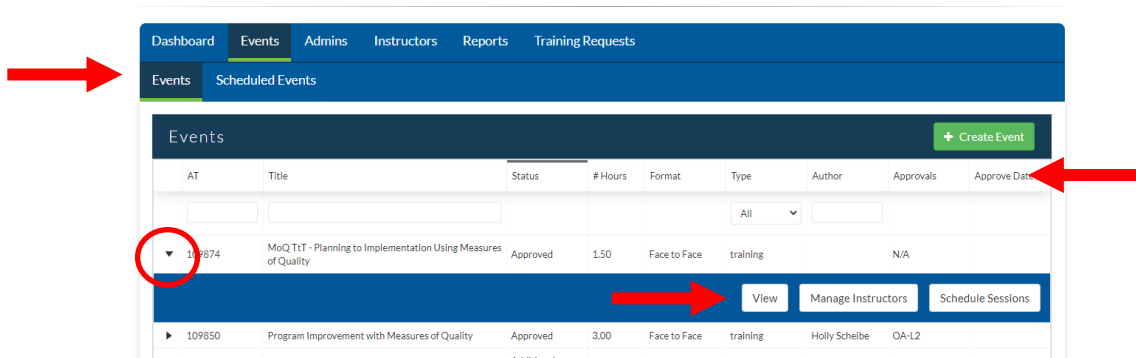 Dashboard Events Admins Instructors Reports Training Requests
Events Scheduled Events
Events + Create Event
AT Title Status # Hours Format Type Author Approvals Approve Date
All
109874 MoQ TtT - Planning to Implementation Using Measures of Quality Approved 1.50 Face to Face training N/A
View Manage Instructors Schedule Sessions
109850 Program Improvement with Measures of Quality Approved 3.00 Face to Face training Holly Scheibe OA-L2